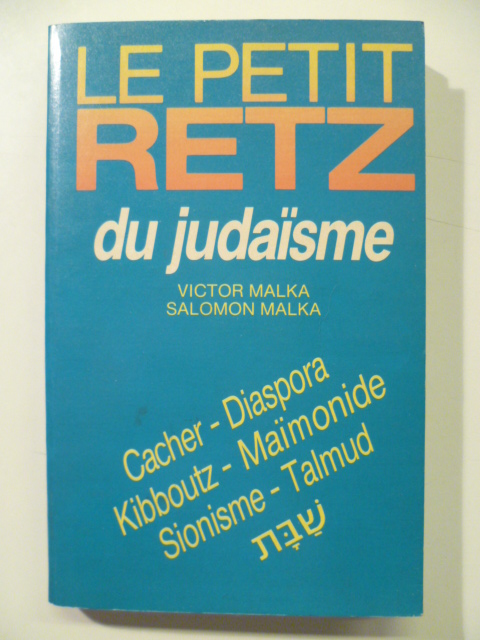 LE PETIT
RETZ
du judaïsme
VICTOR MALKA
SALOMON MALKA
Cacher - Diaspora
Kibboutz - Maïmonide
Sionisme - Talmud
שַׁבָּת